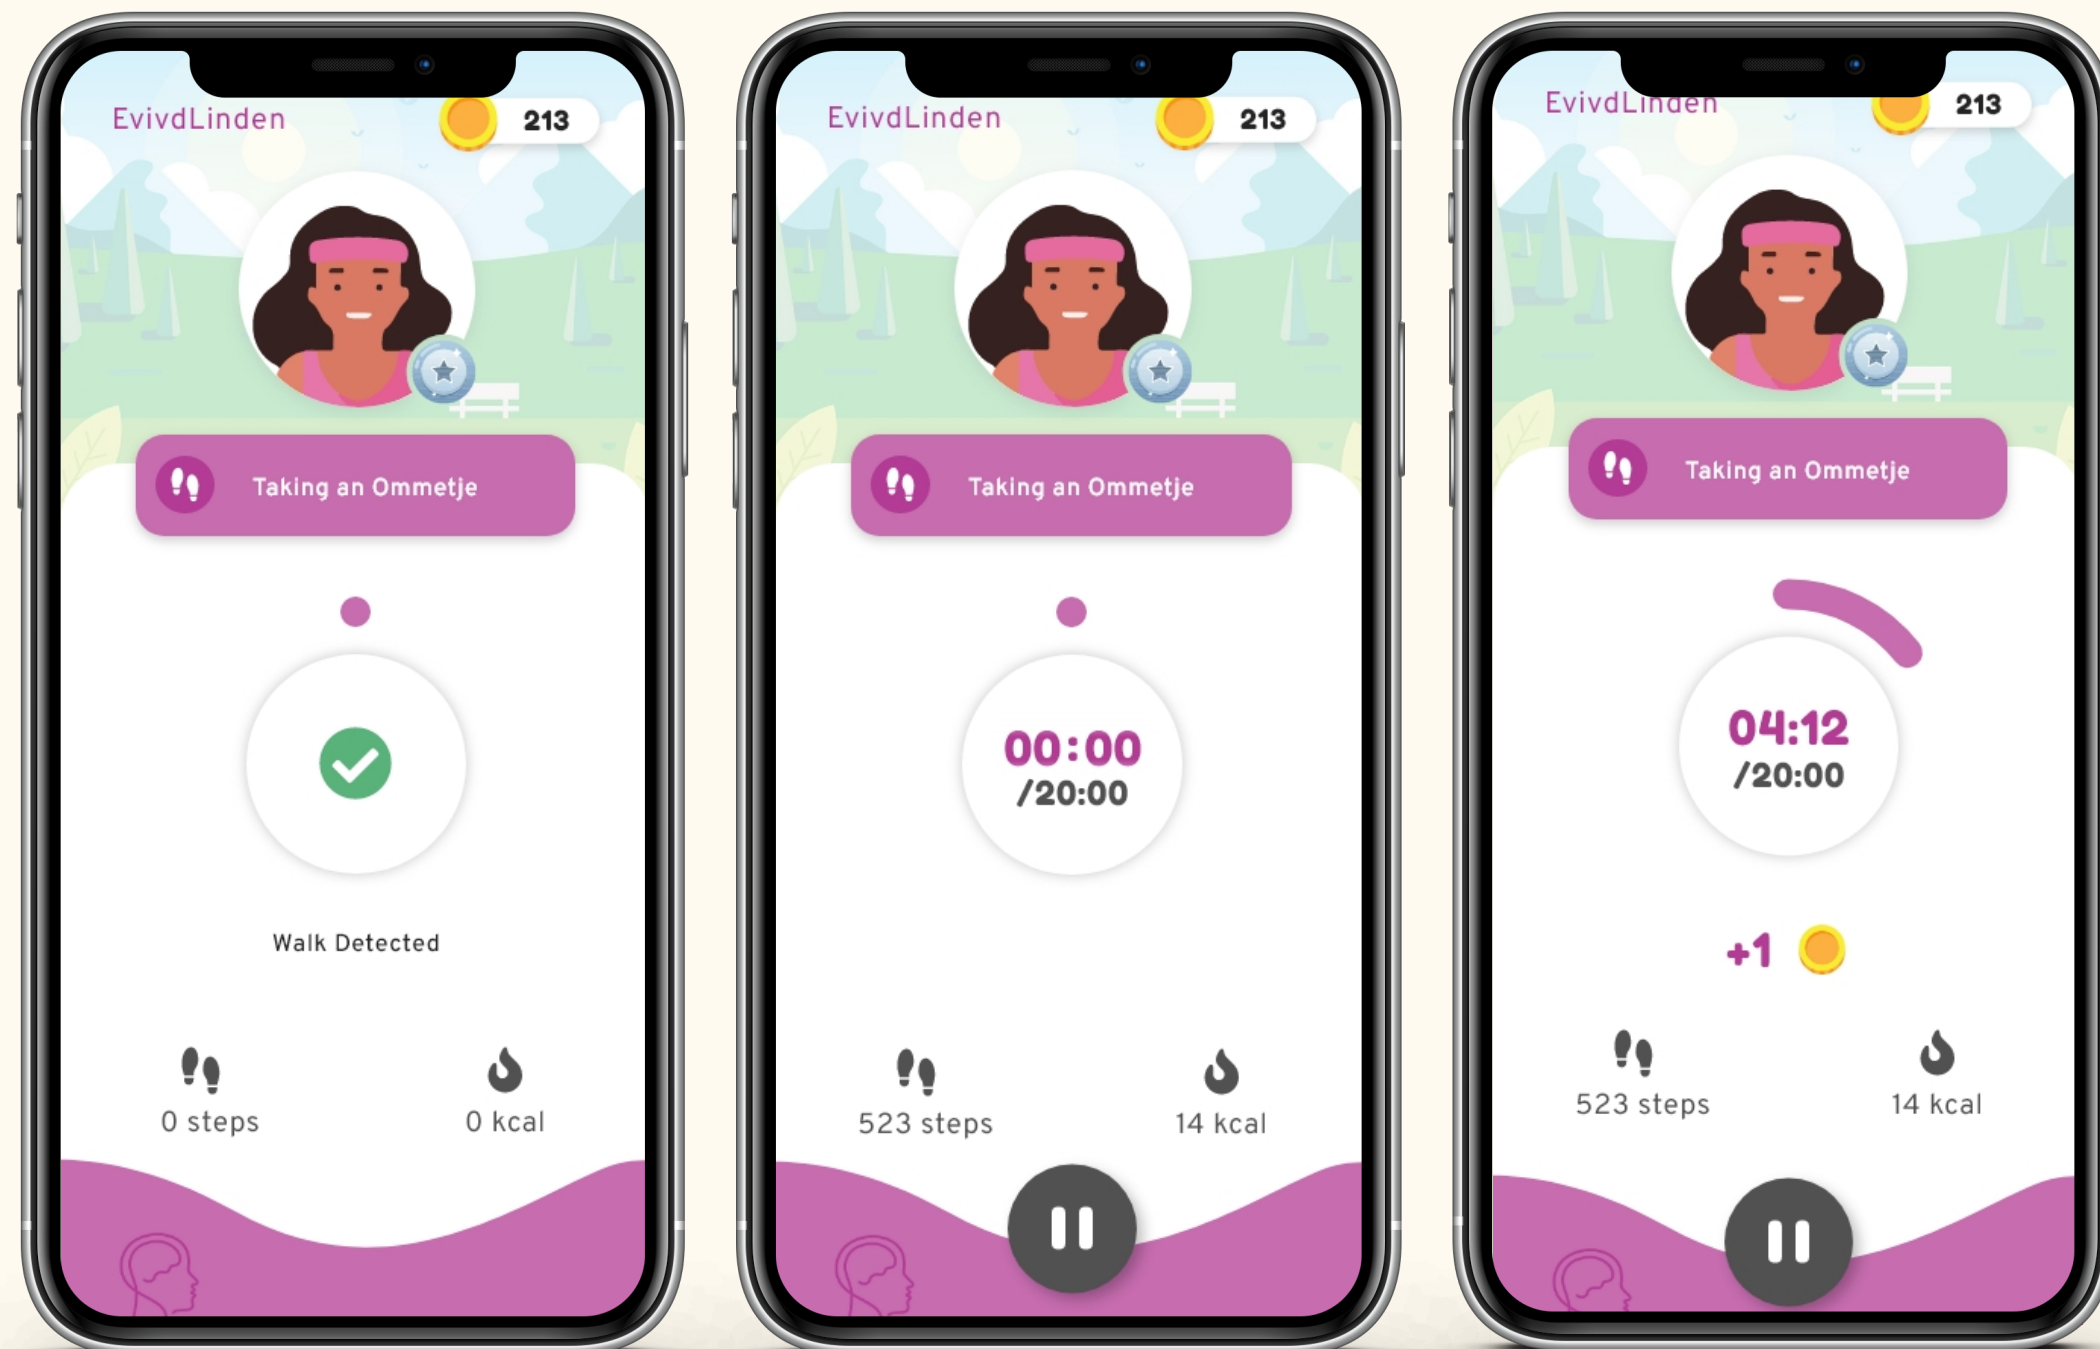 EvivdLinden
213
Taking an Ommetje
Walk Detected
0 steps
0 kcal
EvivdLinden
213
Taking an Ommetje
00:00
/20:00
523 steps
14 kcal
EvivdLinden
213
Taking an Ommetje
04:12
/20:00
+1
523 steps
14 kcal